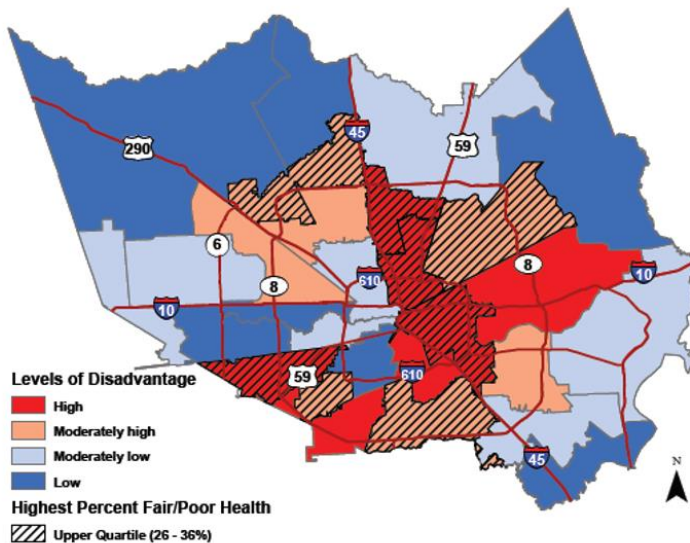 45
59
290
6
8
610
8
10
10
59
610
45
Levels of Disadvantage
High
Moderately high
Moderately low
Low
Highest Percent Fair/Poor Health
Upper Quartile (26 - 36%)
N